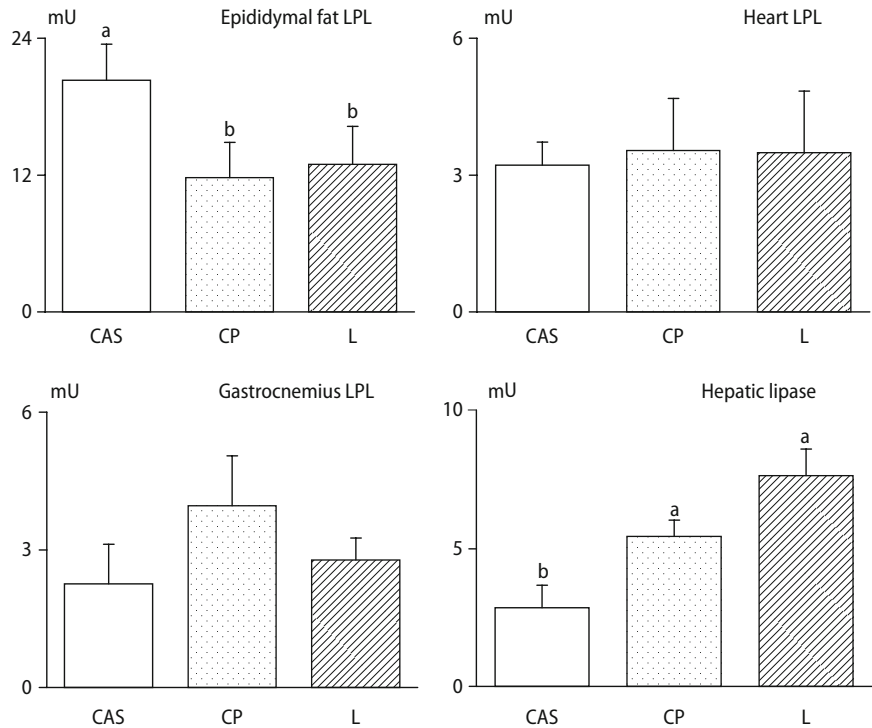 mU Epididymal fat LPL
24
a
b
b
12
0
CAS CP L
mU Heart LPL
6
3
0
CAS CP L
mU Gastrocnemius LPL
6
3
0
CAS CP L
mU Hepatic lipase
10
a
a
5
b
0
CAS CP L